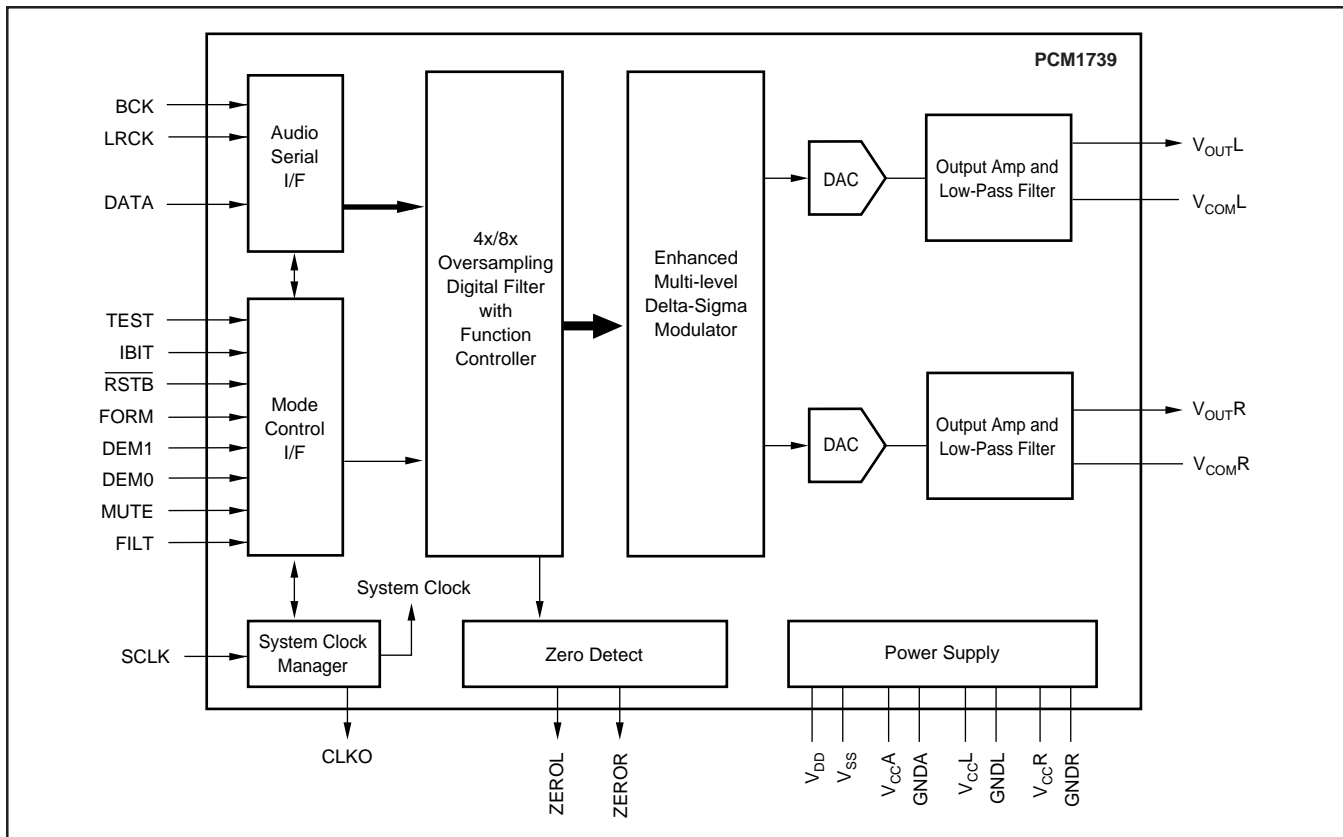 PCM1739
BCK
LRCK
DATA
Audio
Serial
I/F
TEST
IBIT
RSTB
FORM
DEM1
DEM0
MUTE
FILT
Mode
Control
I/F
SCLK
System Clock
Manager
System Clock
CLKO
4x/8x
Oversampling
Digital Filter
with
Function
Controller
Zero Detect
ZEROL
ZEROR
Enhanced
Multi-level
Delta-Sigma
Modulator
DAC
Output Amp and
Low-Pass Filter
VOUTL
VCOML
DAC
Output Amp and
Low-Pass Filter
VOUTR
VCOMR
Power Supply
VDD
VSS
VCCA
GNDA
VCCL
GNDL
VCCR
GNDR